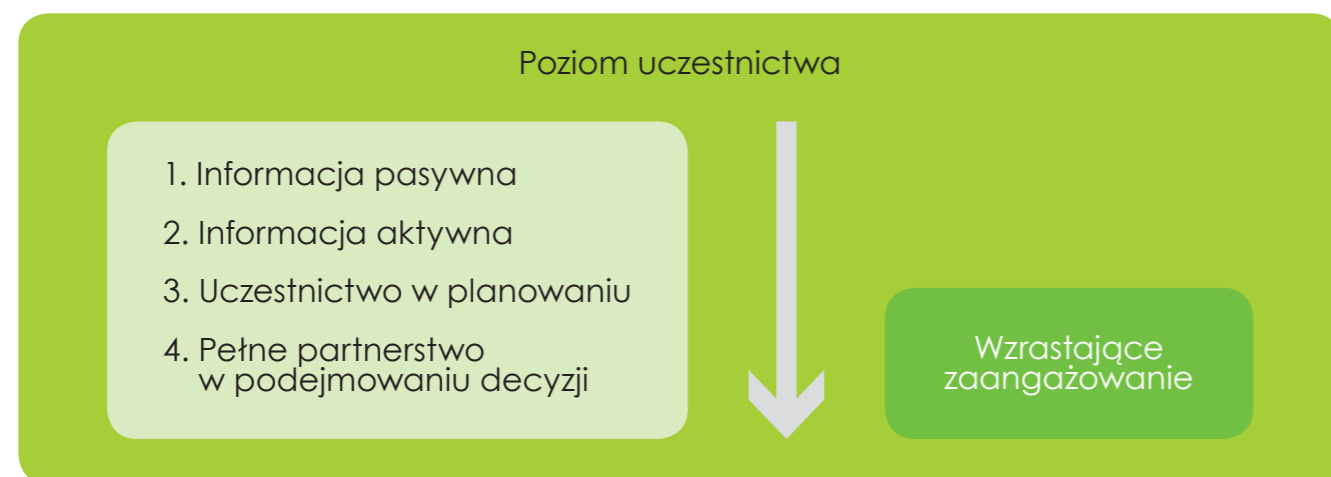 Poziom uczestnictwa
1. Informacja pasywna
2. Informacja aktywna
3. Uczestnictwo w planowaniu
4. Pełne partnerstwo
w podejmowaniu decyzji
Wzrastające
zaangażowanie